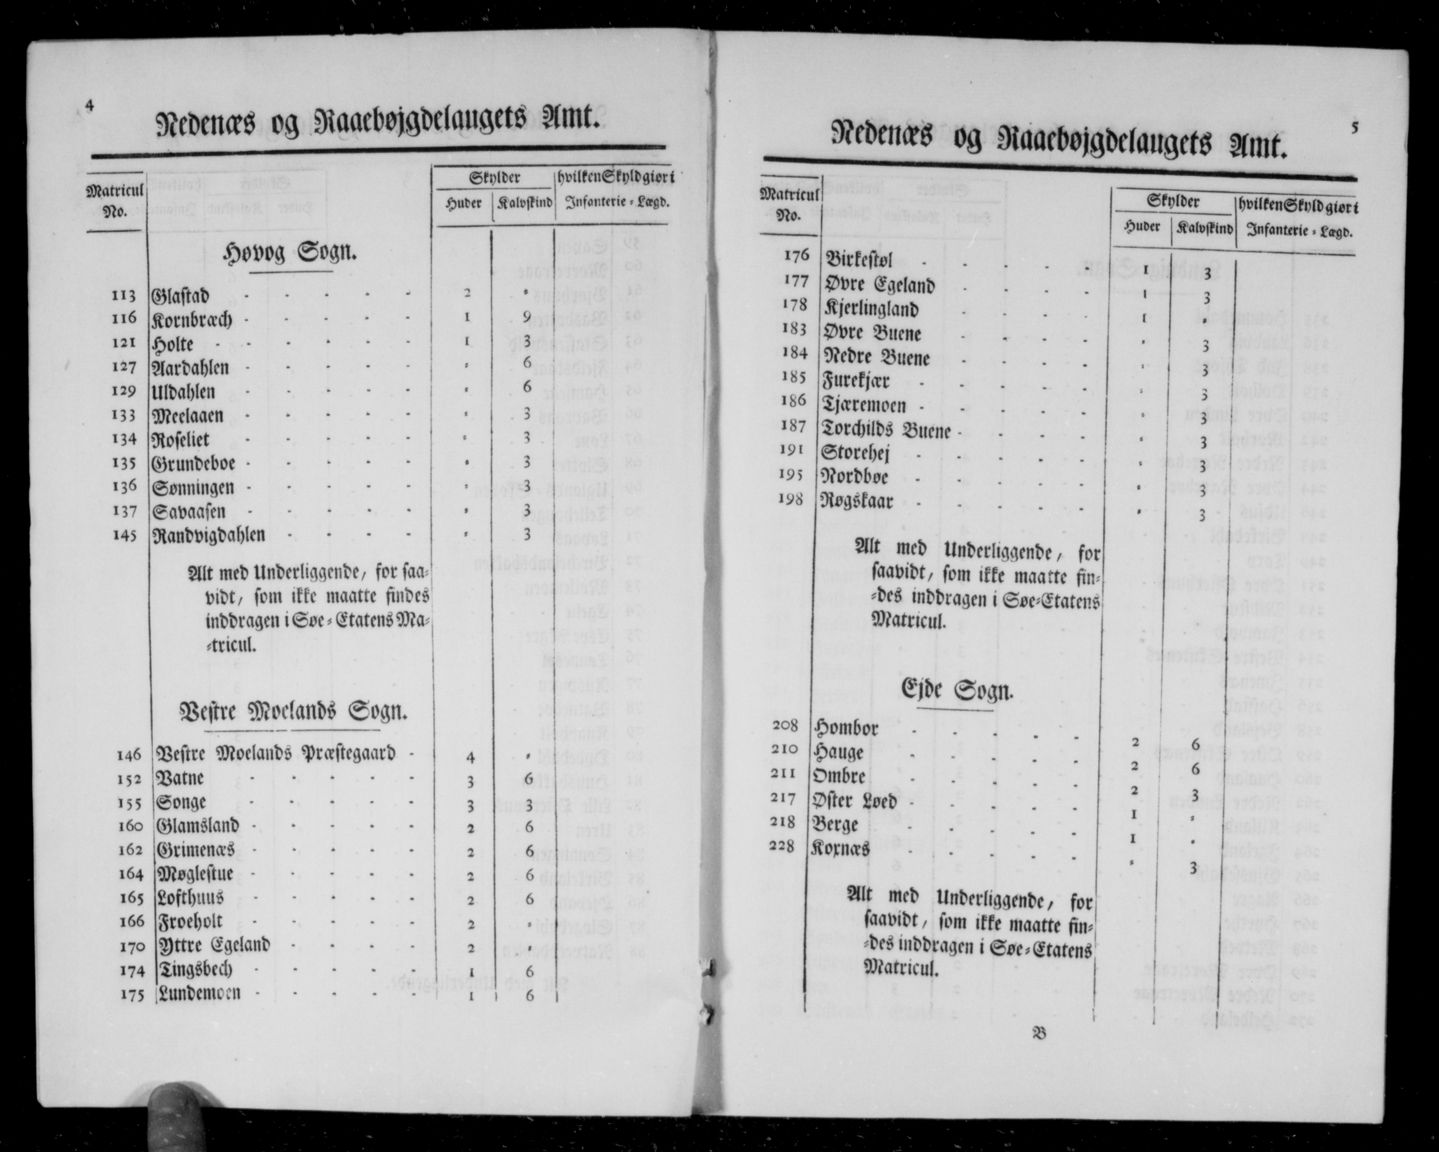 4
Nedenæs og Raaebøjgdelaugets Amt.
Matricul No. | Skylder | hvilken Skyld giør i
Huder | Kalvskind | Infanterie-Lægd.
Høvog Sogn.
113 Glastad - - - - - 2 "
116 Kornbræch - - - - - 1 9
121 Holte - - - - - - 1 3
127 Aardahlen - - - - - " 6
129 Uldahlen - - - - " 6
133 Meelaaen - - - - " 3
134 Roseliet - - - - " 3
135 Grundeboe - - - - - " 3
136 Sønningen - - - - - " 3
137 Savaasen - - - - - " 3
145 Randvigdahlen - - - - " 3
Alt med Underliggende, for saa-
vidt, som ikke maatte findes
inddragen i Søe-Etatens Ma-
-tricul.
Vestre Moelands Sogn.
146 Vestre Moelands Præstegaard - 4 "
152 Vatne - - - - - 3 6
155 Songe - - - - - 3 3
160 Glamsland - - - - - 2 6
162 Grimenæs - - - - - 2 6
164 Møglestue - - - - - 2 6
165 Lofthuus - - - - - 2 6
166 Froeholt - - - - - 2 "
170 Yttre Egeland - - - - 2 "
174 Tingsbech - - - - - 1 6
175 Lundemoen - - - - - 1 6
5
Nedenæs og Raaebøjgdelaugets Amt.
Matricul No. | Skylder | hvilken Skyld giør i
Huder | Kalvskind | Infanterie-Lægd.
176 Birkestøl - - - - - 1 3
177 Øvre Egeland - - - - 1 3
178 Kjerlingland - - - - 1 "
183 Øvre Buene - - - - " 3
184 Nedre Buene - - - - " 3
185 Furekjær - - - - - " 3
186 Tjæremoen - - - - - " 3
187 Torchilds Buene - - - - " 3
191 Storehej - - - - - " 3
195 Nordbøe - - - - - " 3
198 Røgskaar - - - - - " 3
Alt med Underliggende, for
saavidt, som ikke maatte fin-
-des inddragen i Søe-Etatens
Matricul.
Ejde Sogn.
208 Hombor - - - - - 2 6
210 Hauge - - - - - 2 6
211 Ombre - - - - - 2 3
217 Øster Løed - - - - - 1 "
218 Berge - - - - - 1 "
228 Kornæs - - - - - " 3
Alt med Underliggende, for
saavidt, som ikke maatte fin-
-des inddragen i Søe-Etatens
Matricul.
B